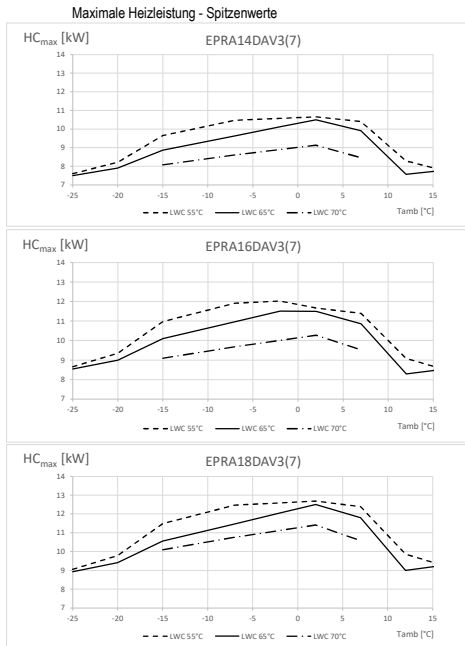 Maximale Heizleistung - Spitzenwerte
HCmax [kW]
EPRA14DAV3(7)
14
13
12
11
10
9
8
7
-25 -20 -15 -10 -5 0 5 10 15
LWC 55°C LWC 65°C LWC 70°C Tamb [°C]
HCmax [kW]
EPRA16DAV3(7)
14
13
12
11
10
9
8
7
-25 -20 -15 -10 -5 0 5 10 15
LWC 55°C LWC 65°C LWC 70°C Tamb [°C]
HCmax [kW]
EPRA18DAV3(7)
14
13
12
11
10
9
8
7
-25 -20 -15 -10 -5 0 5 10 15
LWC 55°C LWC 65°C LWC 70°C Tamb [°C]